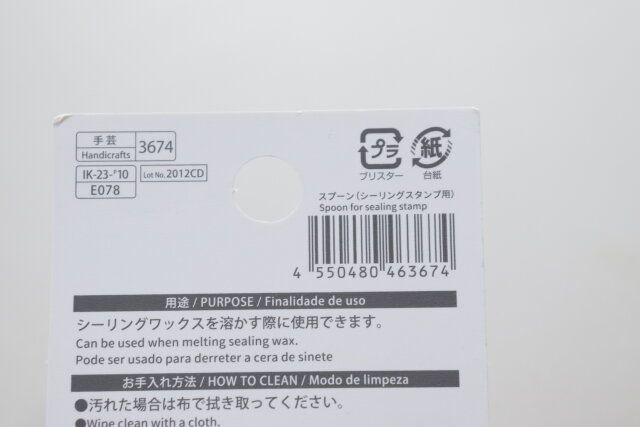 手芸
Handicrafts
3674
IK-23-#10
E078
Lot No. 2012CD
プラ
ブリスター
紙
台紙
スプーン(シーリングスタンプ用)
Spoon for sealing stamp
4 550480 463674
用途 / PURPOSE / Finalidade de uso
シーリングワックスを溶かす際に使用できます。
Can be used when melting sealing wax.
Pode ser usado para derreter a cera de sinete
お手入れ方法 / HOW TO CLEAN / Modo de limpeza
●汚れた場合は布で拭き取ってください。
●Wipe clean with a cloth.